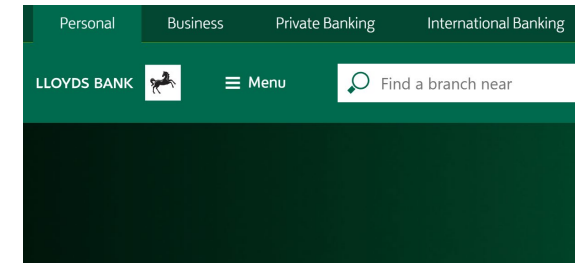 Personal Business Private Banking International Banking
LLOYDS BANK Menu Find a branch near